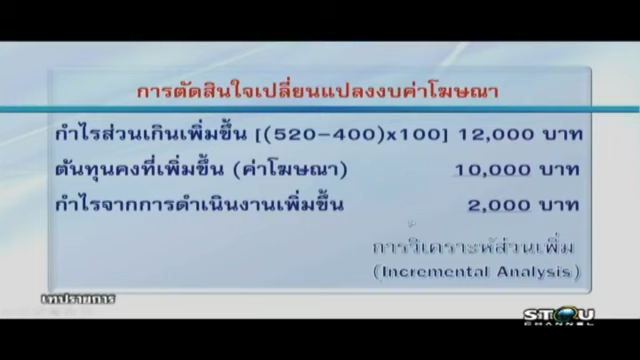 การตัดสินใจเปลี่ยนแปลงงบค่าโฆษณา
กำไรส่วนเกินเพิ่มขึ้น [(520-400)x100] 12,000 บาท
ต้นทุนคงที่เพิ่มขึ้น (ค่าโฆษณา) 10,000 บาท
กำไรจากการดำเนินงานเพิ่มขึ้น 2,000 บาท
การวิเคราะห์ส่วนเพิ่ม
(Incremental Analysis)
เทปรายการ
STOU
CHANNEL